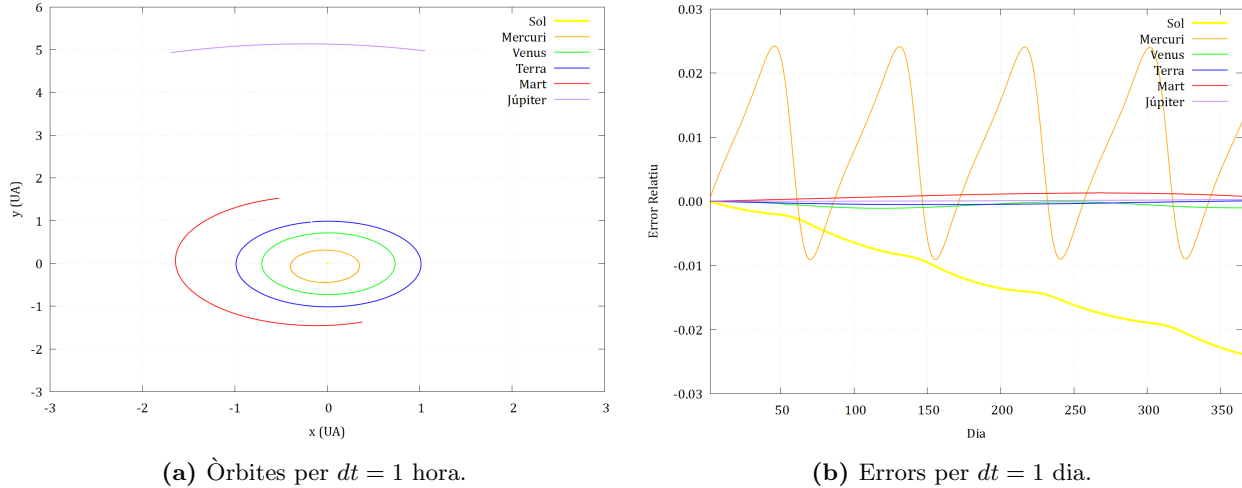 6
5
4
3
2
1
0
-1
-2
-3
-3
-2
-1
0
1
2
3
y (UA)
x (UA)
Sol
Mercuri
Venus
Terra
Mart
Júpiter
(a) Òrbites per dt = 1 hora.
0.03
0.02
0.01
0.00
-0.01
-0.02
-0.03
50
100
150
200
250
300
350
Error Relatiu
Dia
Sol
Mercuri
Venus
Terra
Mart
Júpiter
(b) Errors per dt = 1 dia.